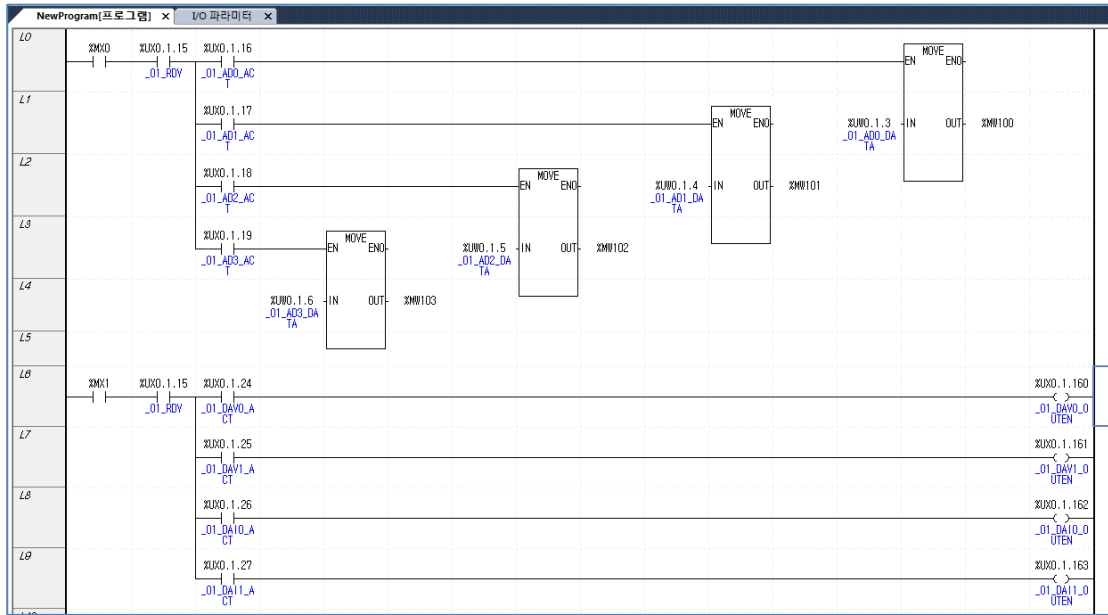 NewProgram[프로그램] ×
I/O 파라미터 ×
L0
%MX0 %UX0.1.15 %UX0.1.16
_01_RDY _01_AD0_AC
T
MOVE
EN ENO
L1
%UX0.1.17
_01_AD1_AC
T
MOVE
EN ENO
%UW0.1.3 IN OUT %MW100
_01_AD0_DA
TA
L2
%UX0.1.18
_01_AD2_AC
T
MOVE
EN ENO
%UW0.1.4 IN OUT %MW101
_01_AD1_DA
TA
L3
%UX0.1.19
_01_AD3_AC
T
MOVE
EN ENO
%UW0.1.5 IN OUT %MW102
_01_AD2_DA
TA
L4
%UW0.1.6 IN OUT %MW103
_01_AD3_DA
TA
L5
L6
%MX1 %UX0.1.15 %UX0.1.24 %UX0.1.160
_01_RDY _01_DAV0_A _01_DAV0_O
CT UTEN
L7
%UX0.1.25 %UX0.1.161
_01_DAV1_A _01_DAV1_O
CT UTEN
L8
%UX0.1.26 %UX0.1.162
_01_DAI0_A _01_DAI0_O
CT UTEN
L9
%UX0.1.27 %UX0.1.163
_01_DAI1_A _01_DAI1_O
CT UTEN